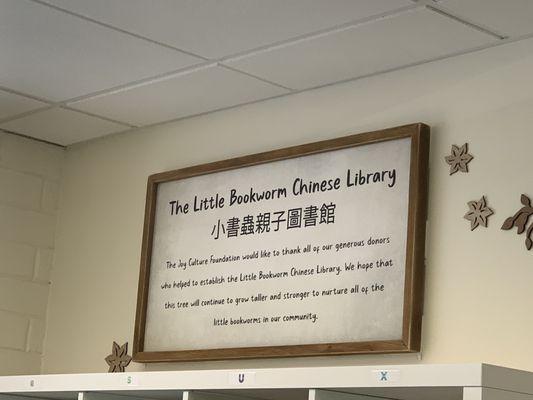 The Little Bookworm Chinese Library
小書蟲親子圖書館
The Joy Culture Foundation would like to thank all of our generous donors
who helped to establish the Little Bookworm Chinese Library. We hope that
this tree will continue to grow taller and stronger to nurture all of the
little bookworms in our community.
S U X